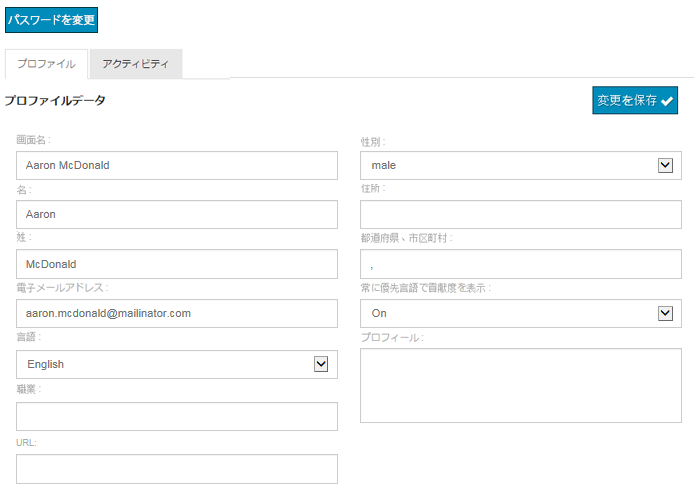 パスワードを変更
プロファイル
アクティビティ
プロファイルデータ
変更を保存
画面名 :
Aaron McDonald
名 :
Aaron
姓 :
McDonald
電子メールアドレス :
aaron.mcdonald@mailinator.com
言語 :
English
職業 :
URL:
性別 :
male
住所 :
都道府県、市区町村 :
,
常に優先言語で貢献度を表示 :
On
プロフィール :